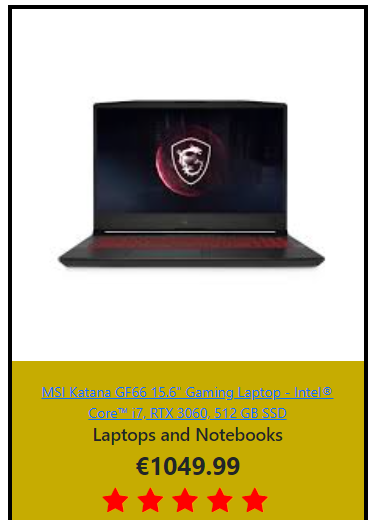 MSI Katana GF66 15.6" Gaming Laptop - Intel®
Core™ i7, RTX 3060, 512 GB SSD
Laptops and Notebooks
€1049.99